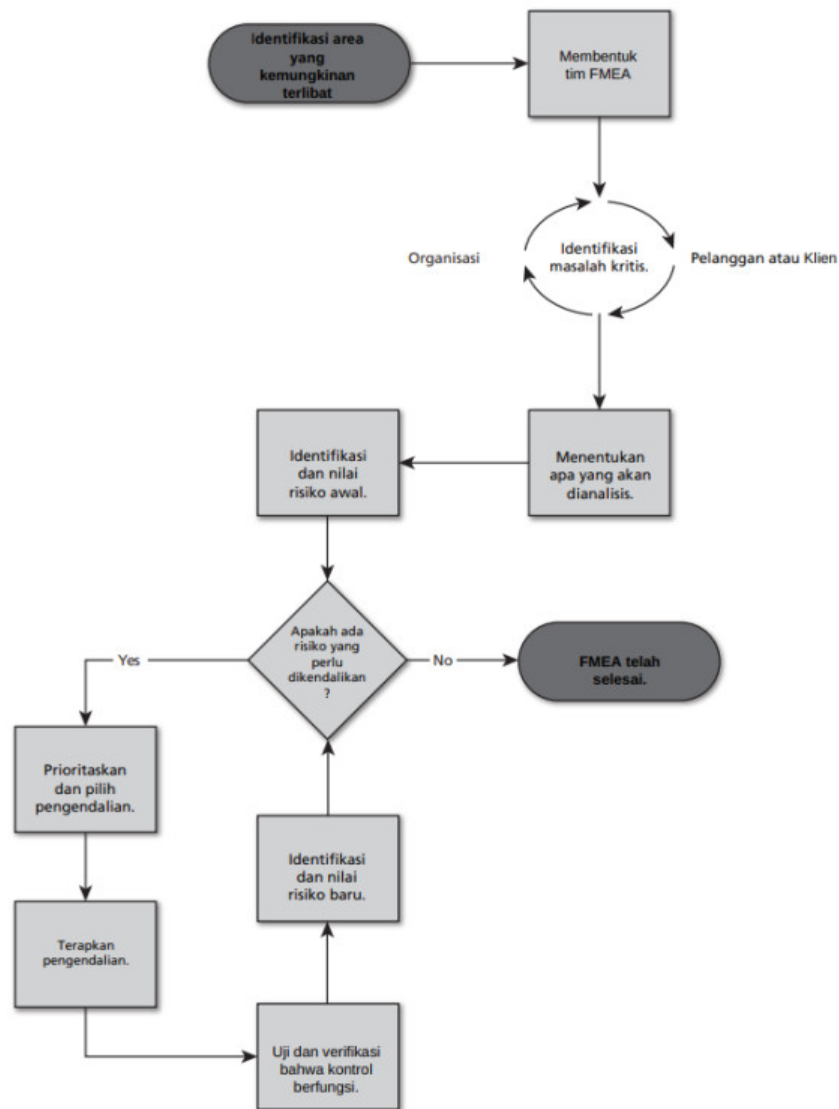 Identifikasi area
yang
kemungkinan
terlibat
Membentuk
tim FMEA
Organisasi
Identifikasi
masalah kritis.
Pelanggan atau Klien
Menentukan
apa yang akan
dianalisis.
Identifikasi
dan nilai
risiko awal.
Apakah ada
risiko yang
perlu
dikendalikan
?
Yes
No
FMEA telah
selesai.
Prioritaskan
dan pilih
pengendalian.
Terapkan
pengendalian.
Uji dan verifikasi
bahwa kontrol
berfungsi.
Identifikasi
dan nilai
risiko baru.